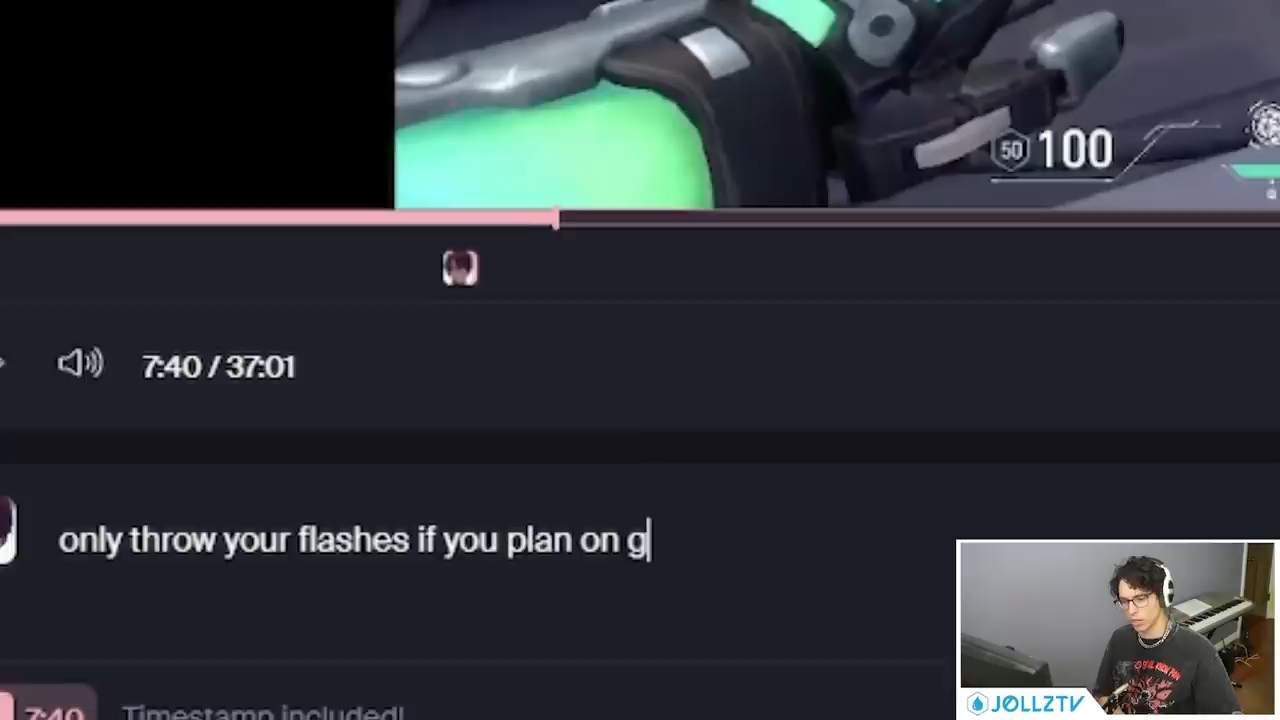 50 100
7:40 / 37:01
only throw your flashes if you plan on g
7:40 Timestamp included!
JOLLZTV